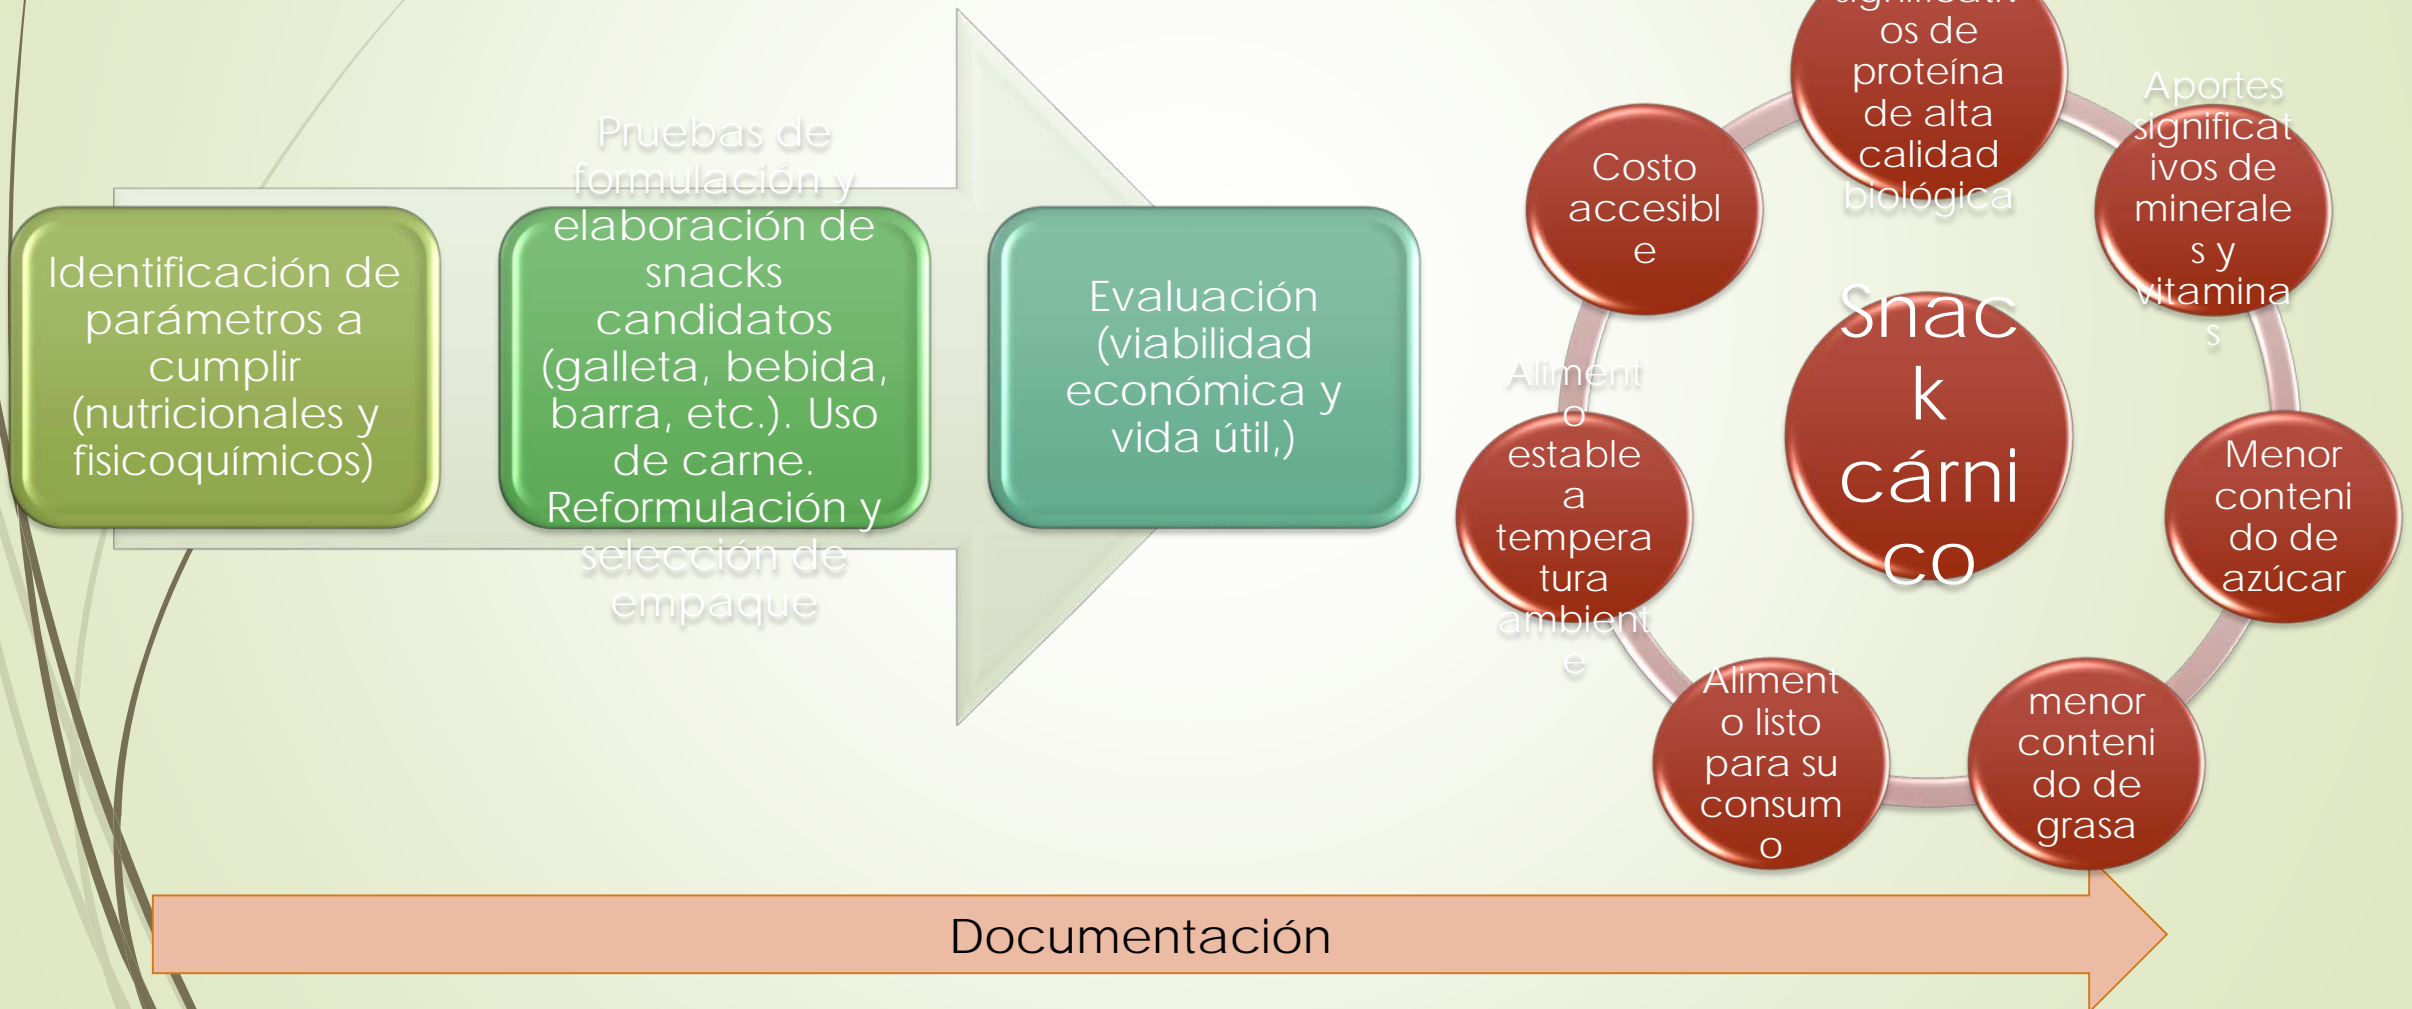 Identificación de
parámetros a
cumplir
(nutricionales y
fisicoquímicos)
Pruebas de
formulación y
elaboración de
snacks
candidatos
(galleta, bebida,
barra, etc.). Uso
de carne.
Reformulación y
selección de
empaque
Evaluación
(viabilidad
económica y
vida útil,)
Snac
k
cárni
co
os de
proteína
de alta
calidad
biológica
Aportes
significat
ivos de
minerale
s y
vitamina
s
Menor
conteni
do de
azúcar
menor
conteni
do de
grasa
Aliment
o listo
para su
consum
o
Aliment
o
estable
a
tempera
tura
ambient
e
Costo
accesibl
e
Documentación